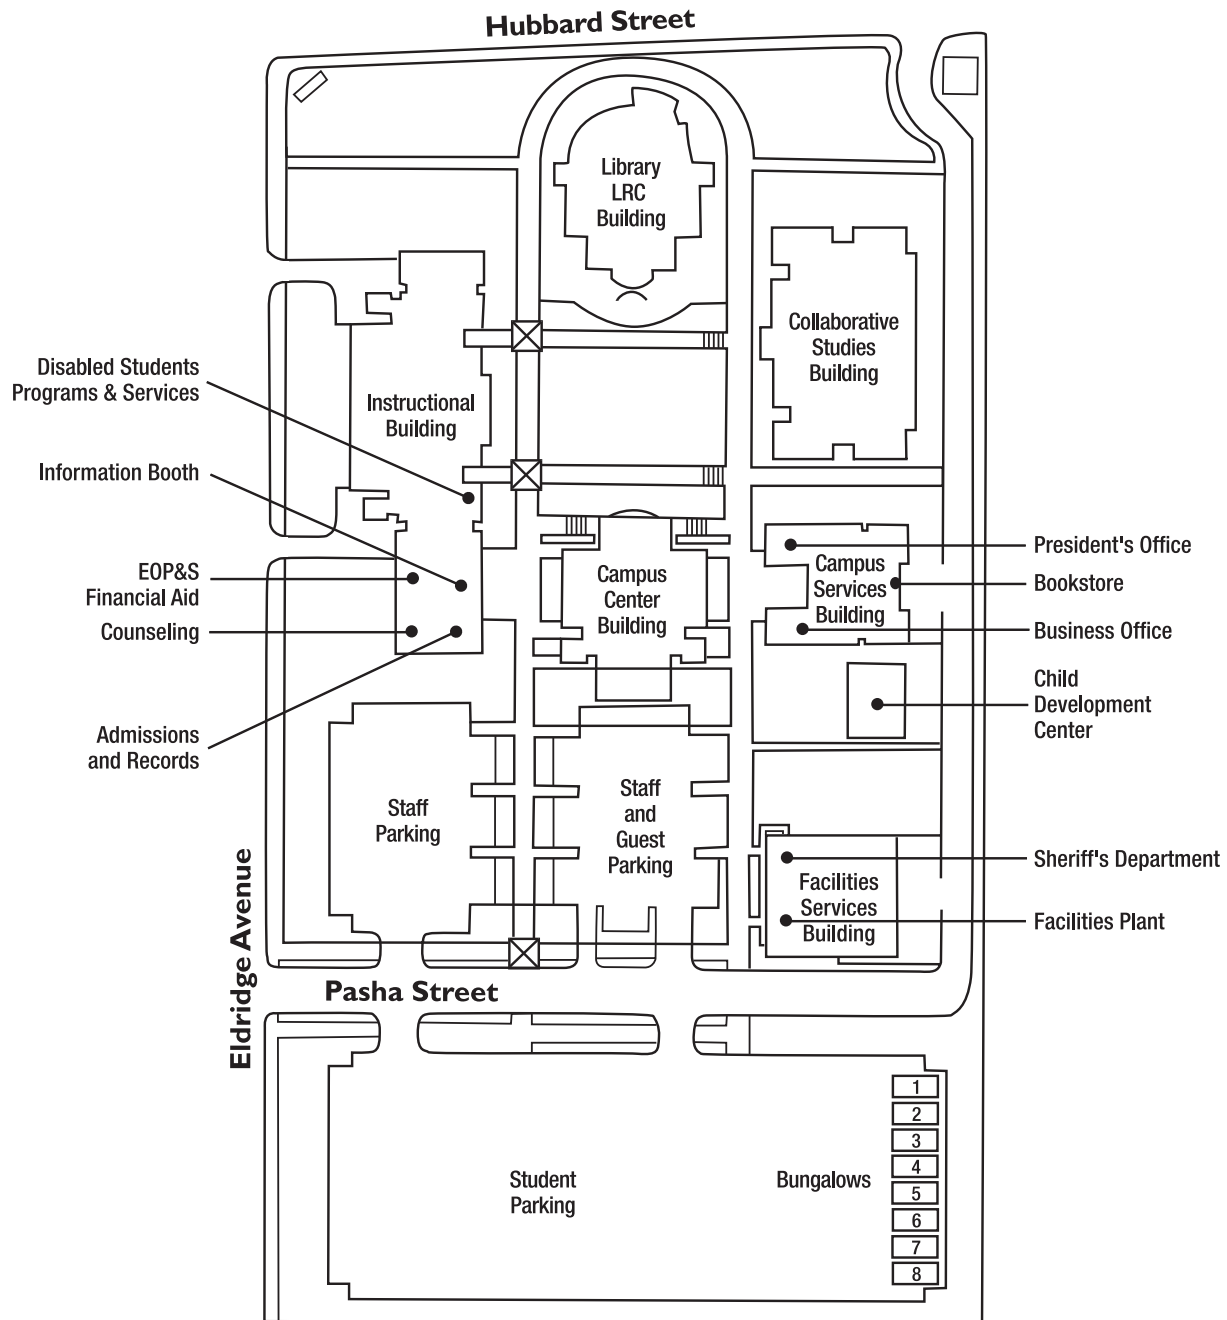 Hubbard Street
Library
LRC
Building
Collaborative
Studies
Building
Disabled Students
Programs & Services
Instructional
Building
Information Booth
EOP&S
Financial Aid
Counseling
Campus
Center
Building
Campus
Services
Building
President's Office
Bookstore
Business Office
Child
Development
Center
Admissions
and Records
Staff
Parking
Staff
and
Guest
Parking
Sheriff's Department
Facilities
Services
Building
Facilities Plant
Eldridge Avenue
Pasha Street
Student
Parking
Bungalows
1
2
3
4
5
6
7
8